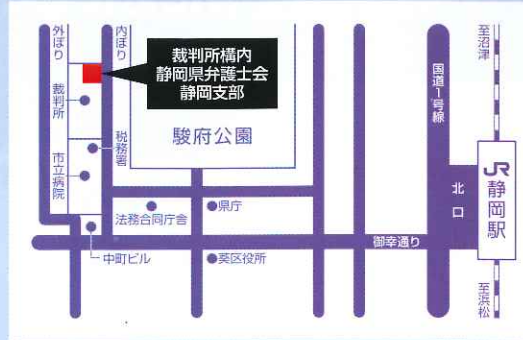 外ぼり
内ぼり
裁判所構内
静岡県弁護士会
静岡支部
至沼津
国道1号線
裁判所
税務署
駿府公園
市立病院
JR
静岡駅
北口
法務合同庁舎
県庁
御幸通り
中町ビル
葵区役所
至浜松